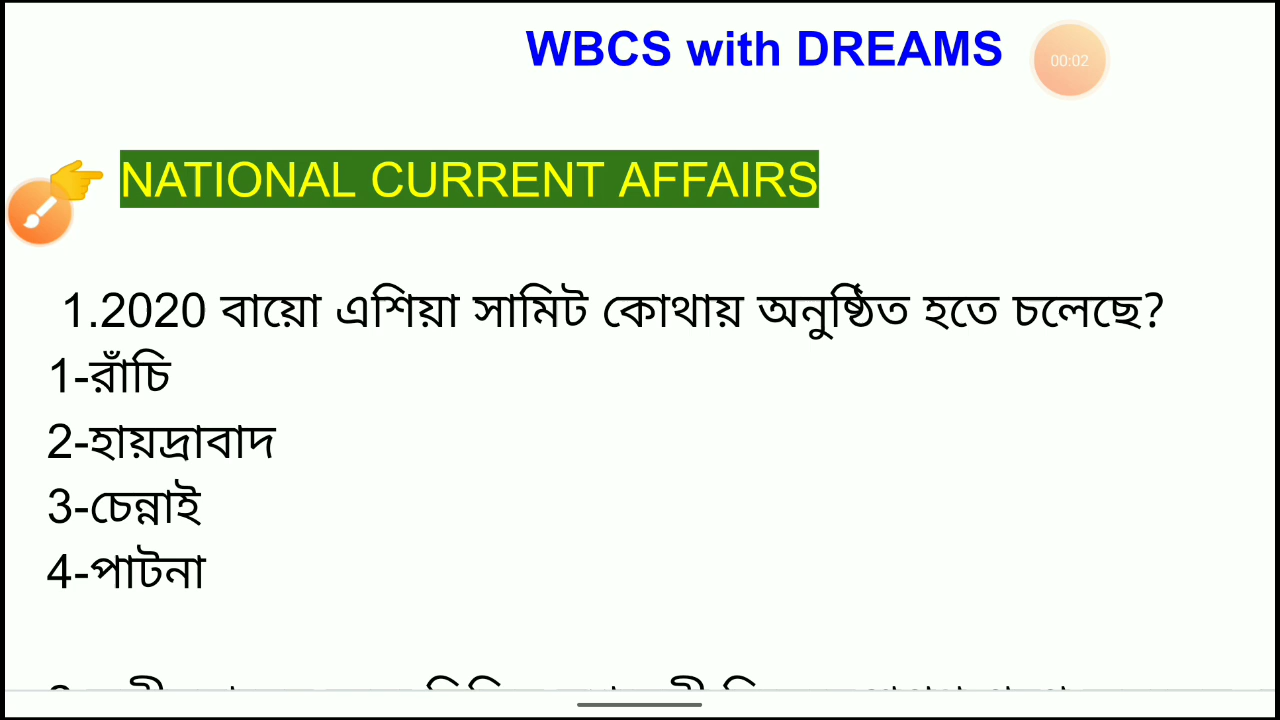 WBCS with DREAMS
00:02
NATIONAL CURRENT AFFAIRS
1.2020 বায়ো এশিয়া সামিট কোথায় অনুষ্ঠিত হতে চলেছে?
1-রাঁচি
2-হায়দ্রাবাদ
3-চেন্নাই
4-পাটনা